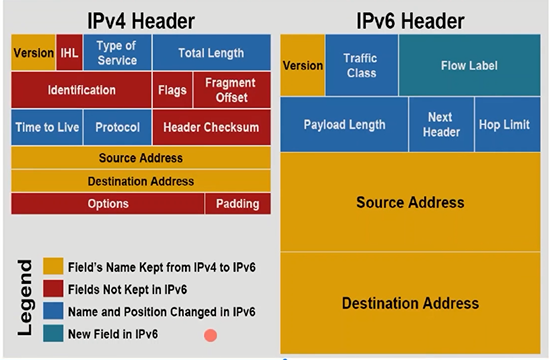 IPv4 Header
IPv6 Header
Version
IHL
Type of
Service
Total Length
Identification
Flags
Fragment
Offset
Time to Live
Protocol
Header Checksum
Source Address
Destination Address
Options
Padding
Version
Traffic
Class
Flow Label
Payload Length
Next
Header
Hop Limit
Source Address
Destination Address
Legend
Field's Name Kept from IPv4 to IPv6
Fields Not Kept in IPv6
Name and Position Changed in IPv6
New Field in IPv6